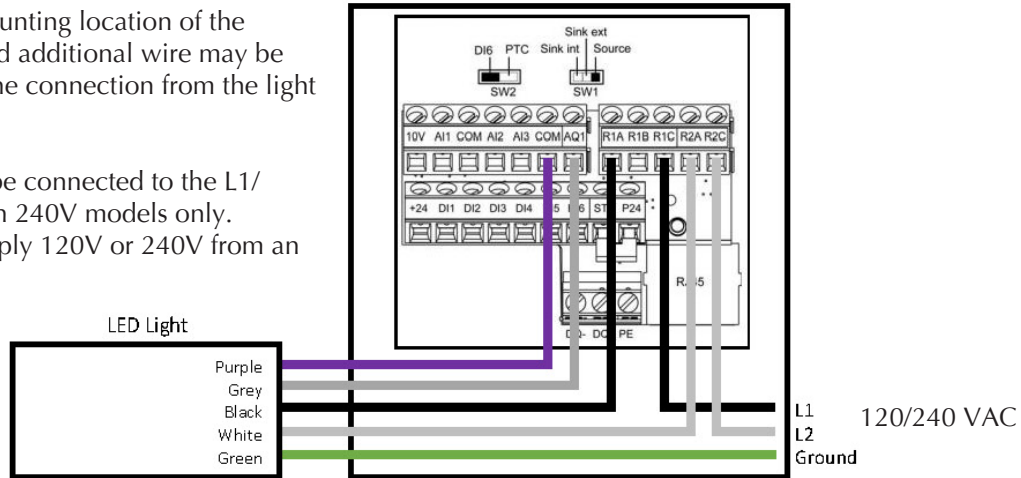 unting location of the
d additional wire may be
ne connection from the light
be connected to the L1/
n 240V models only.
ply 120V or 240V from an
Sink ext
DI6 PTC Sink int Source
SW2 SW1
10V AI1 COM AI2 AI3 COM AQ1 R1A R1B R1C R2A R2C
+24 DI1 DI2 DI3 DI4 P24
PE
LED Light
Purple
Grey
Black
White
Green
L1
L2
Ground
120/240 VAC